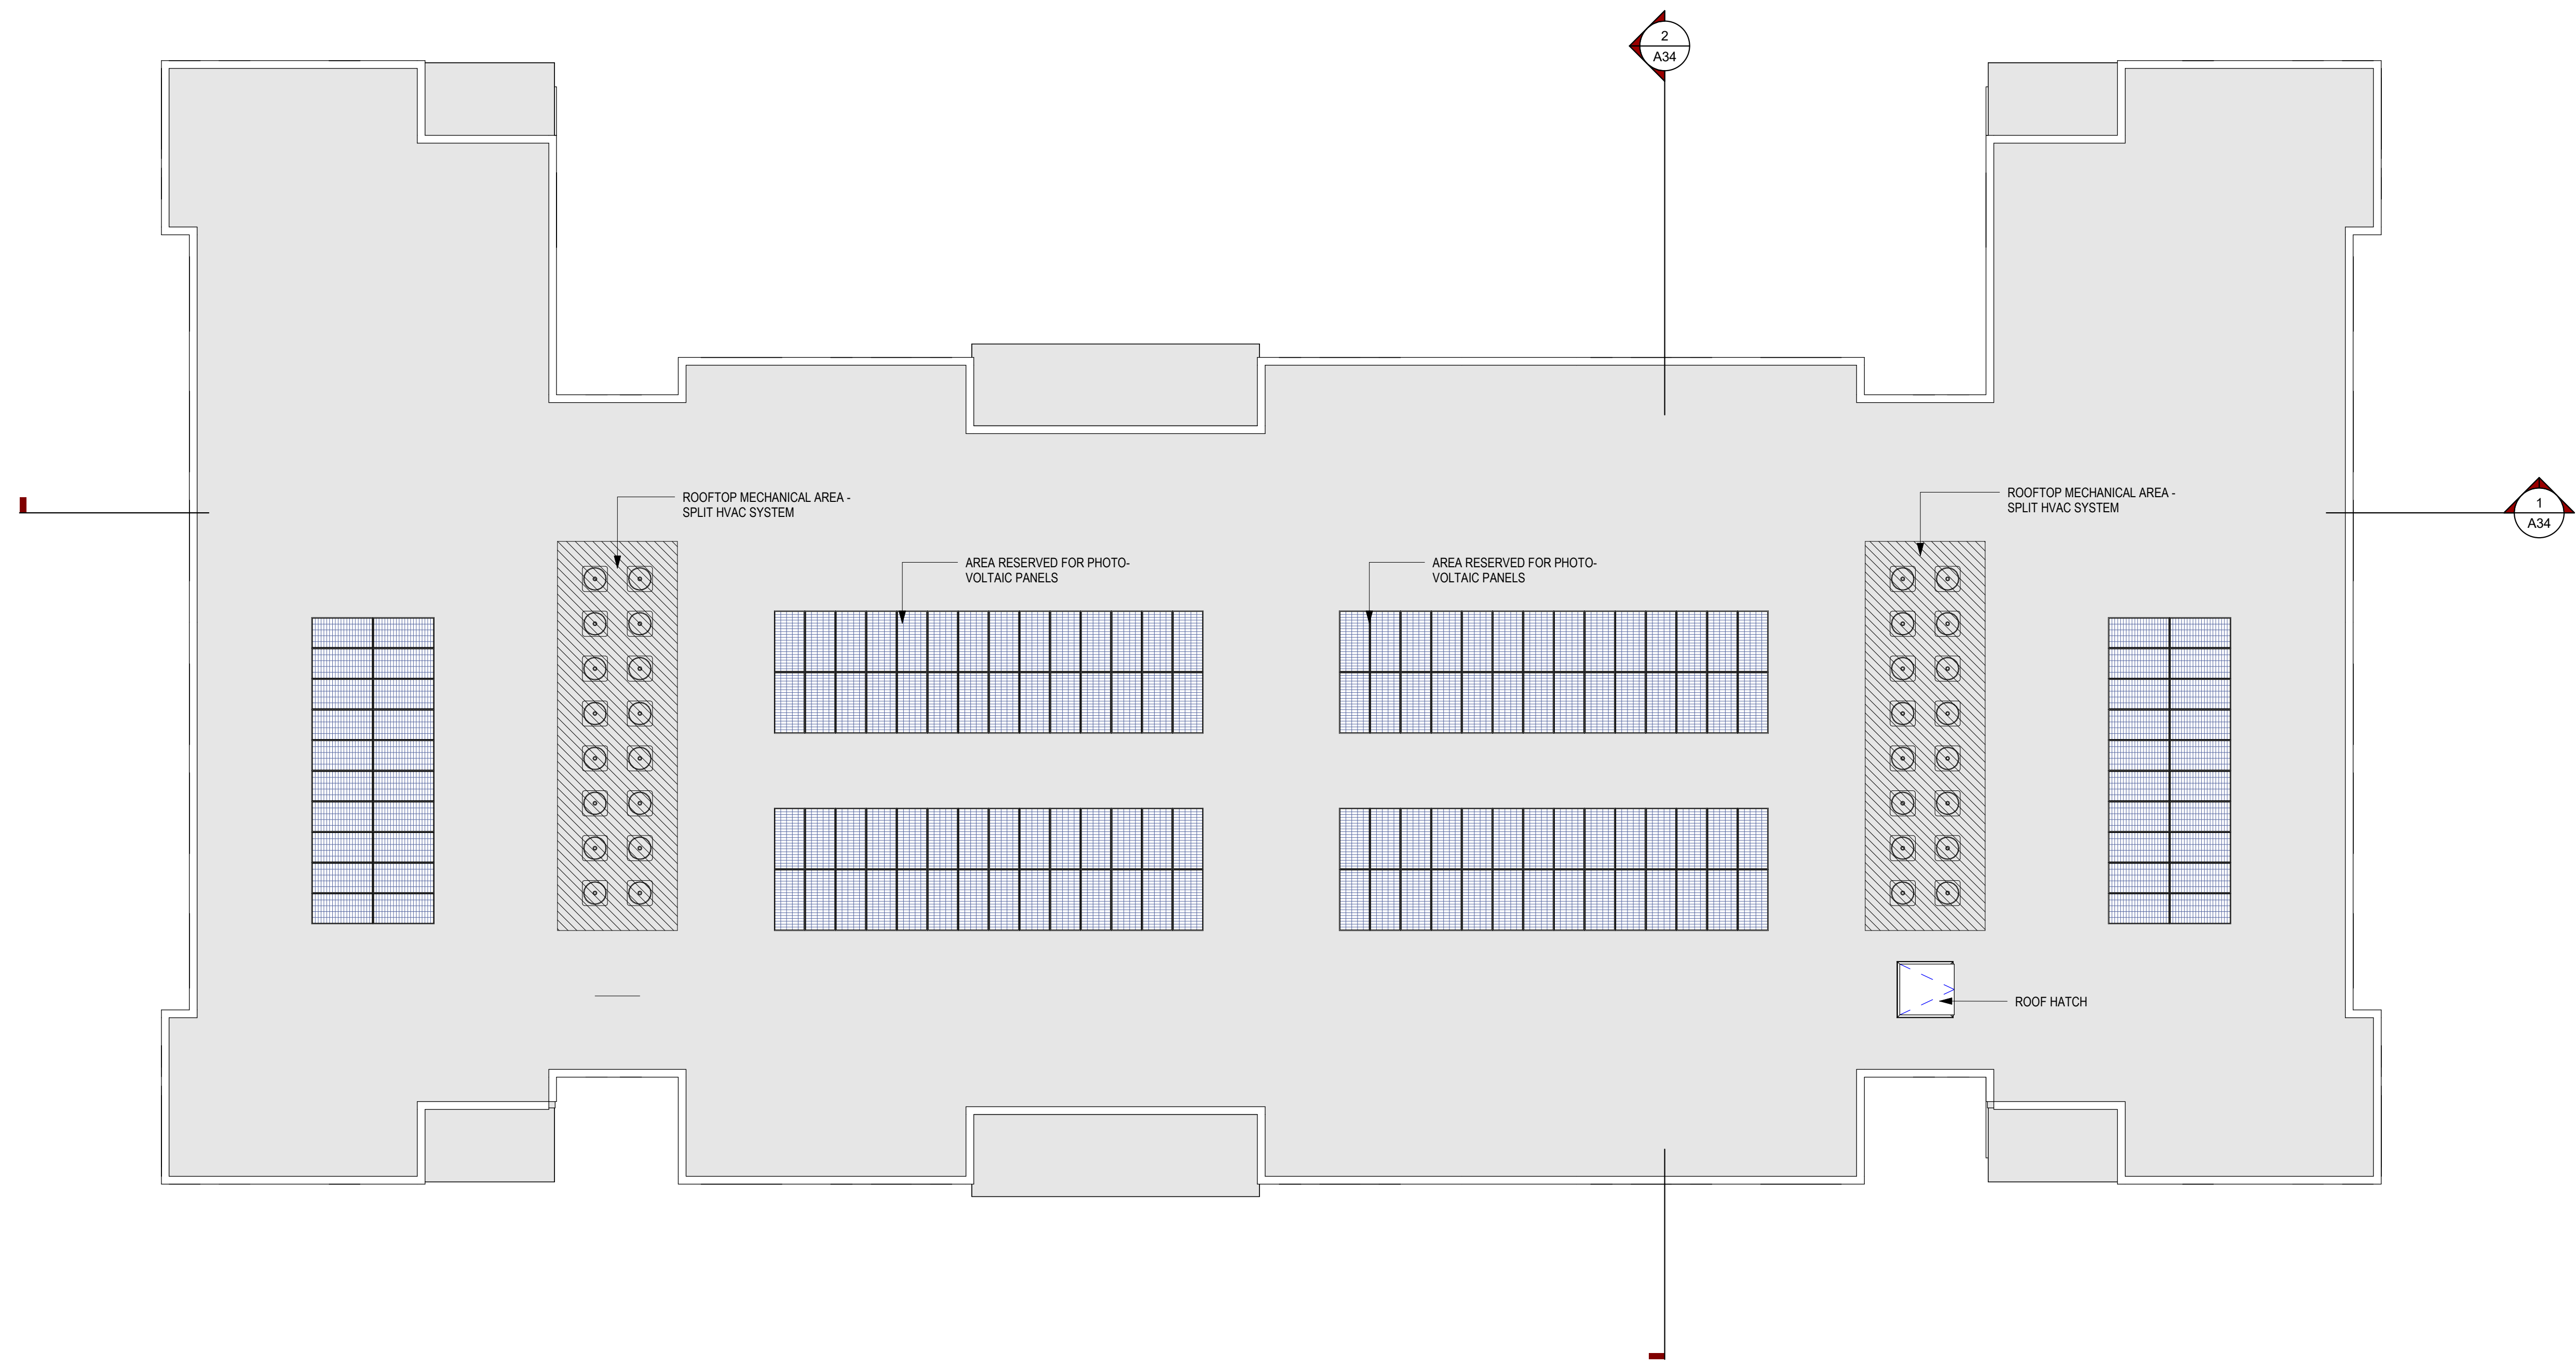 2
A34
ROOFTOP MECHANICAL AREA -
SPLIT HVAC SYSTEM
ROOFTOP MECHANICAL AREA -
SPLIT HVAC SYSTEM
1
A34
AREA RESERVED FOR PHOTO-
VOLTAIC PANELS
AREA RESERVED FOR PHOTO-
VOLTAIC PANELS
ROOF HATCH